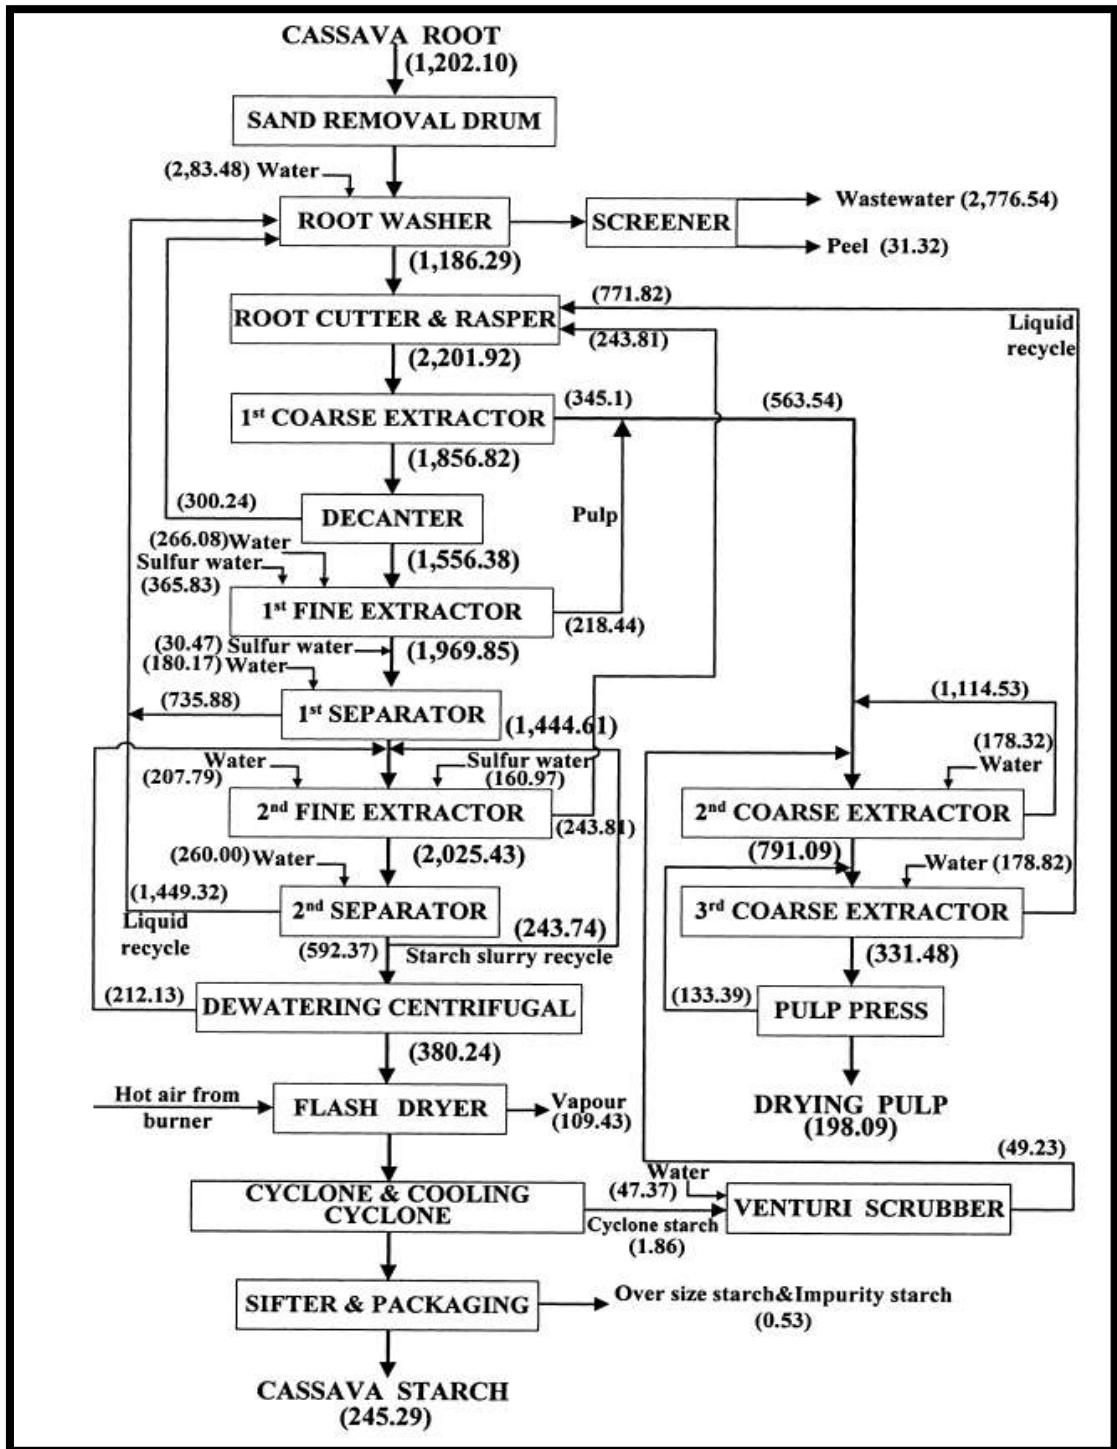 CASSAVA ROOT
(1,202.10)
SAND REMOVAL DRUM
(2,83.48) Water
ROOT WASHER
SCREENER
Wastewater (2,776.54)
Peel (31.32)
(1,186.29)
ROOT CUTTER & RASPER
(771.82)
(243.81)
Liquid
recycle
(2,201.92)
1st COARSE EXTRACTOR
(345.1)
(563.54)
(1,856.82)
(300.24)
DECANTER
Pulp
(266.08)Water
Sulfur water
(365.83)
(1,556.38)
1st FINE EXTRACTOR
(218.44)
(30.47) Sulfur water
(180.17)Water
(1,969.85)
(735.88)
1st SEPARATOR
(1,444.61)
(1,114.53)
Water
(207.79)
Sulfur water
(160.97)
(178.32)
Water
2nd FINE EXTRACTOR
(243.81)
2nd COARSE EXTRACTOR
(2,025.43)
(791.09)
(260.00)Water
Water (178.82)
(1,449.32)
Liquid
recycle
2nd SEPARATOR
(243.74)
3rd COARSE EXTRACTOR
(592.37)
Starch slurry recycle
(331.48)
(212.13)
DEWATERING CENTRIFUGAL
(133.39)
PULP PRESS
(380.24)
Hot air from
burner
FLASH DRYER
Vapour
(109.43)
DRYING PULP
(198.09)
(49.23)
CYCLONE & COOLING
CYCLONE
Water
(47.37)
Cyclone starch
(1.86)
VENTURI SCRUBBER
SIFTER & PACKAGING
Over size starch&Impurity starch
(0.53)
CASSAVA STARCH
(245.29)